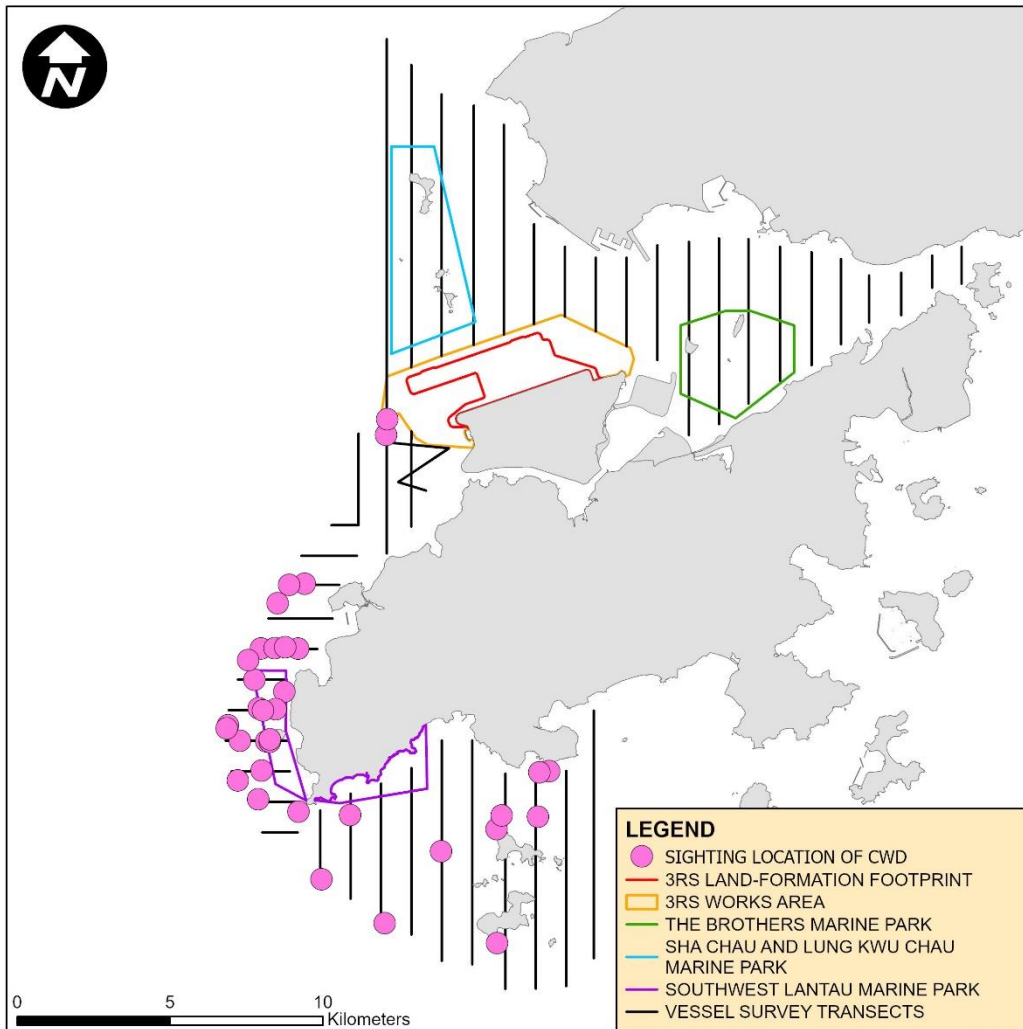 N
LEGEND
SIGHTING LOCATION OF CWD
3RS LAND-FORMATION FOOTPRINT
3RS WORKS AREA
THE BROTHERS MARINE PARK
SHA CHAU AND LUNG KWU CHAU
MARINE PARK
SOUTHWEST LANTAU MARINE PARK
VESSEL SURVEY TRANSECTS
0 5 10
Kilometers